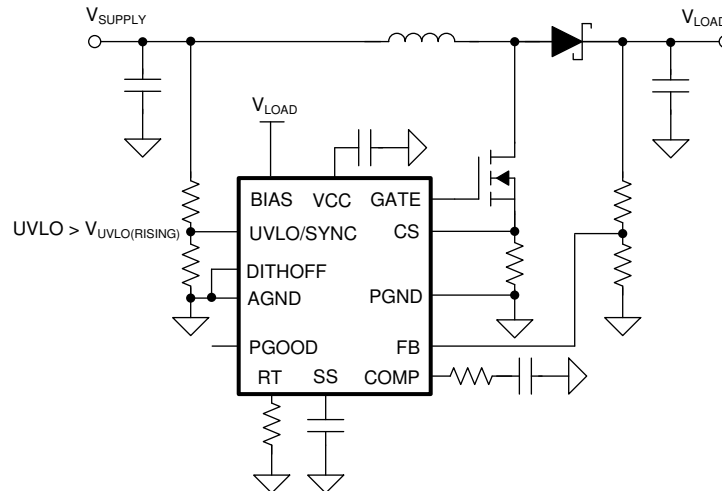 VSUPPLY
VLOAD
VLOAD
BIAS VCC GATE
UVLO > VUVLO(RISING)
UVLO/SYNC CS
DITHOFF
AGND PGND
PGOOD FB
RT SS COMP